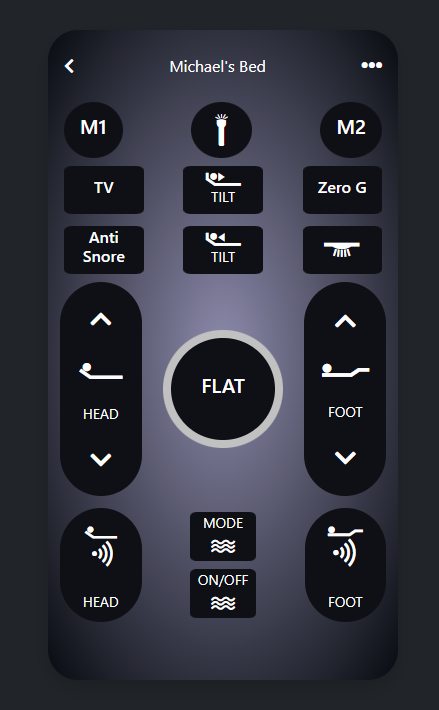 Michael's Bed
M1
M2
TV
TILT
Zero G
Anti
Snore
TILT
HEAD
FLAT
FOOT
MODE
ON/OFF
HEAD
FOOT